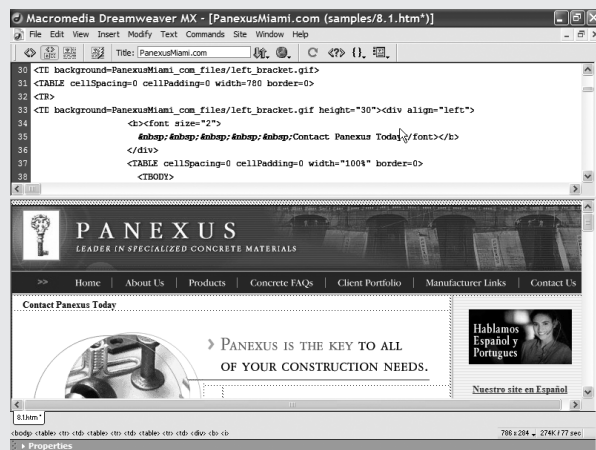 Macromedia Dreamweaver MX - [PanexusMiami.com (samples/8.1.htm*)]
File Edit View Insert Modify Text Commands Site Window Help
Title: PanexusMiami.com
30 <TD background=PanexusMiami_com_files/left_bracket.gif>
31 <TABLE cellSpacing=0 cellPadding=0 width=780 border=0>
32 <TR>
33 <TD background=PanexusMiami_com_files/left_bracket.gif height="30"><div align="left">
34 <b><font size="2">
35 &nbsp;&nbsp;&nbsp;&nbsp;&nbsp;Contact Panexus Today</font></b>
36 </div>
37 <TABLE cellSpacing=0 cellPadding=0 width="100%" border=0>
38 <TBODY>
PANEXUS
LEADER IN SPECIALIZED CONCRETE MATERIALS
>> Home | About Us | Products | Concrete FAQs | Client Portfolio | Manufacturer Links | Contact Us
Contact Panexus Today
PANEXUS IS THE KEY TO ALL
OF YOUR CONSTRUCTION NEEDS.
Hablamos
Español y
Portugues
Nuestro site en Español
8.1.htm*
<body> <table> <tr> <td> <table> <tr> <td> <table> <tr> <td> <div> <b> <b>
786 x 284 274K / 77 sec
Properties